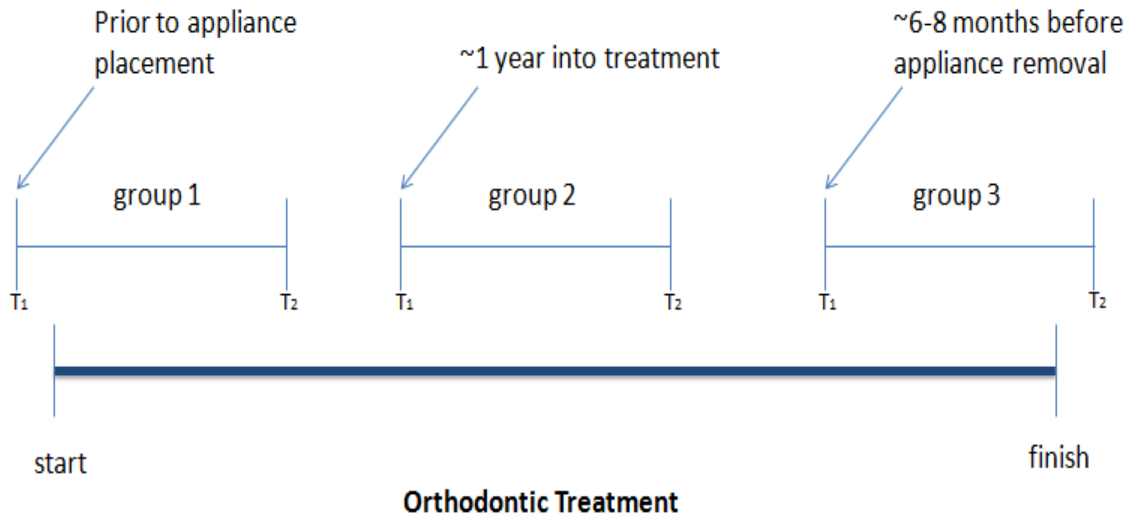 Prior to appliance
placement
~1 year into treatment
~6-8 months before
appliance removal
group 1
group 2
group 3
T1
T2
T1
T2
T1
T2
start
finish
Orthodontic Treatment